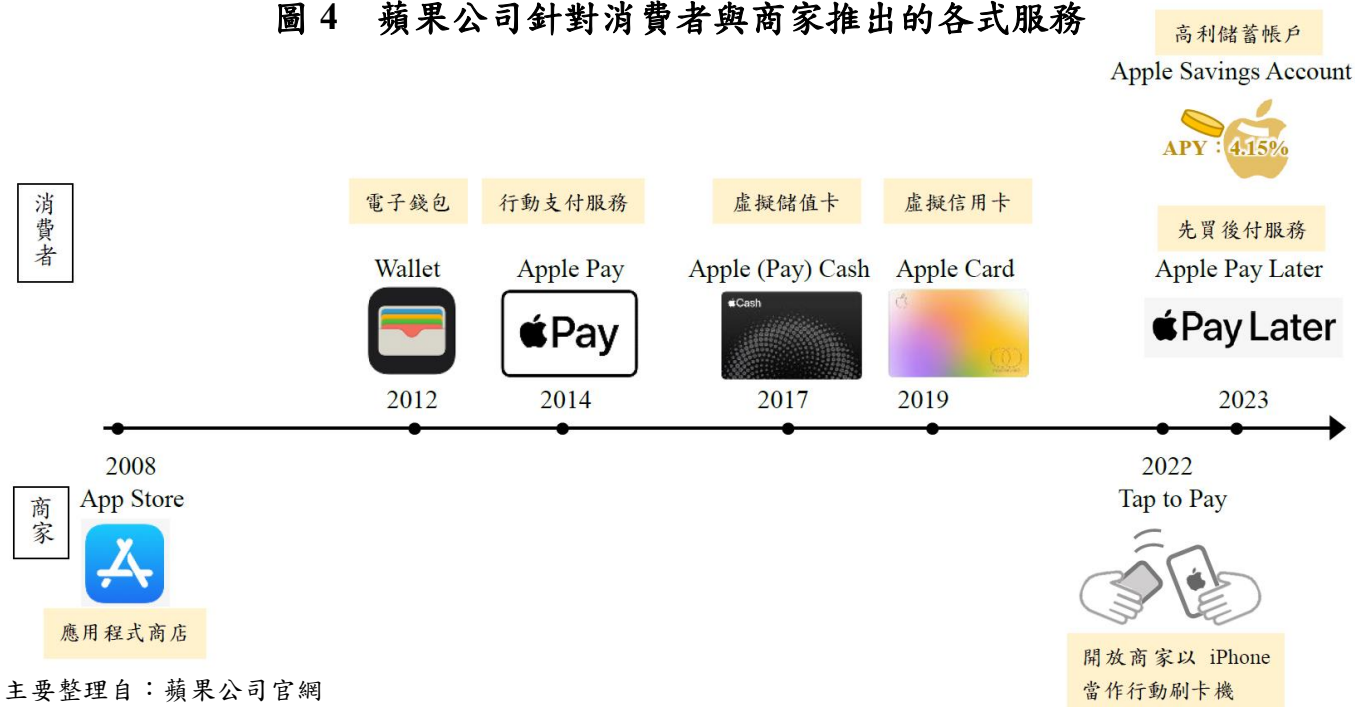 圖 4 蘋果公司針對消費者與商家推出的各式服務
高利儲蓄帳戶
Apple Savings Account
APY：4.15%
消費者
電子錢包
行動支付服務
虛擬儲值卡
虛擬信用卡
先買後付服務
Wallet
Apple Pay
Apple (Pay) Cash
Apple Card
Apple Pay Later
Pay
Cash
Pay Later
2012
2014
2017
2019
2023
2008
2022
商家
App Store
Tap to Pay
應用程式商店
開放商家以 iPhone
當作行動刷卡機
主要整理自：蘋果公司官網